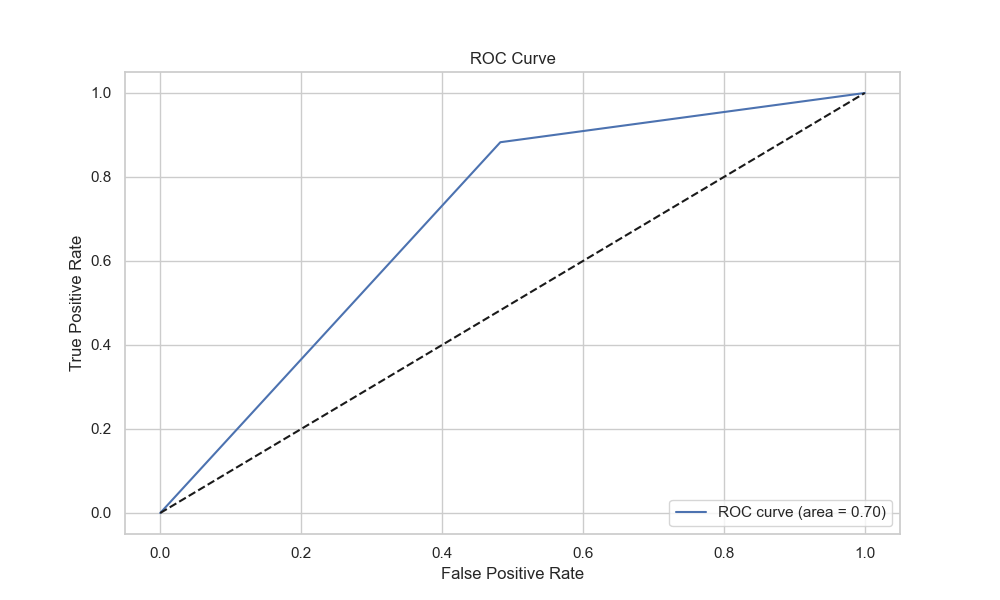 ROC Curve
True Positive Rate
1.0
0.8
0.6
0.4
0.2
0.0
ROC curve (area = 0.70)
0.0 0.2 0.4 0.6 0.8 1.0
False Positive Rate